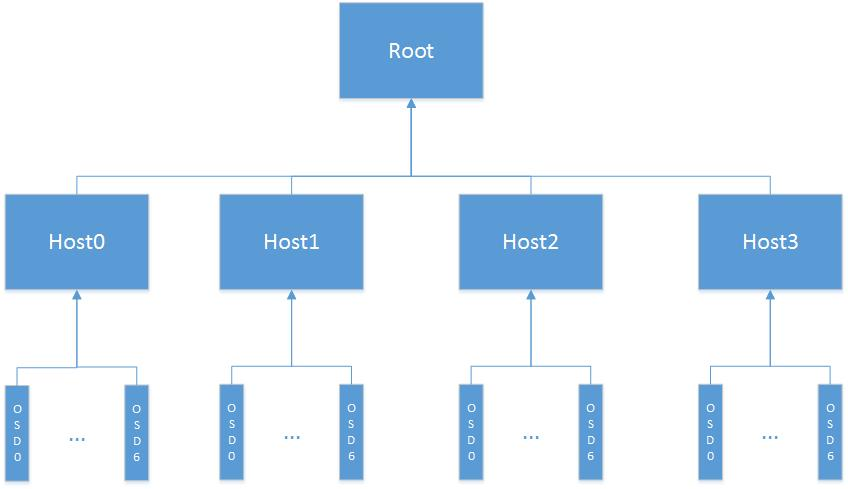 Root
Host0
Host1
Host2
Host3
OSD0
...
OSD6
OSD0
...
OSD6
OSD0
...
OSD6
OSD0
...
OSD6